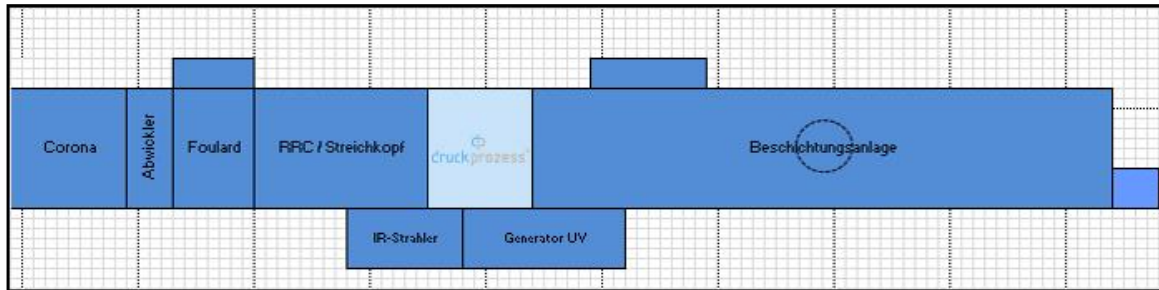 Corona
Abwickler
Foulard
RRC / Streichkopf
druckprozess
Beschichtungsanlage
IR-Strahler
Generator UV